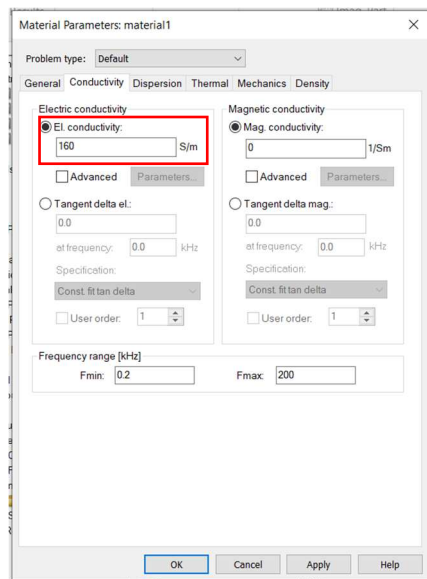 Material Parameters: material1
Problem type: Default
General Conductivity Dispersion Thermal Mechanics Density
Electric conductivity Magnetic conductivity
El. conductivity: Mag. conductivity:
160 S/m 0 1/Sm
Advanced Parameters... Advanced Parameters...
Tangent delta el.: Tangent delta mag.:
0.0 0.0
at frequency: 0.0 kHz at frequency: 0.0 kHz
Specification: Specification:
Const. fit tan delta Const. fit tan delta
User order: 1 User order: 1
Frequency range [kHz]
Fmin: 0.2 Fmax: 200
OK Cancel Apply Help